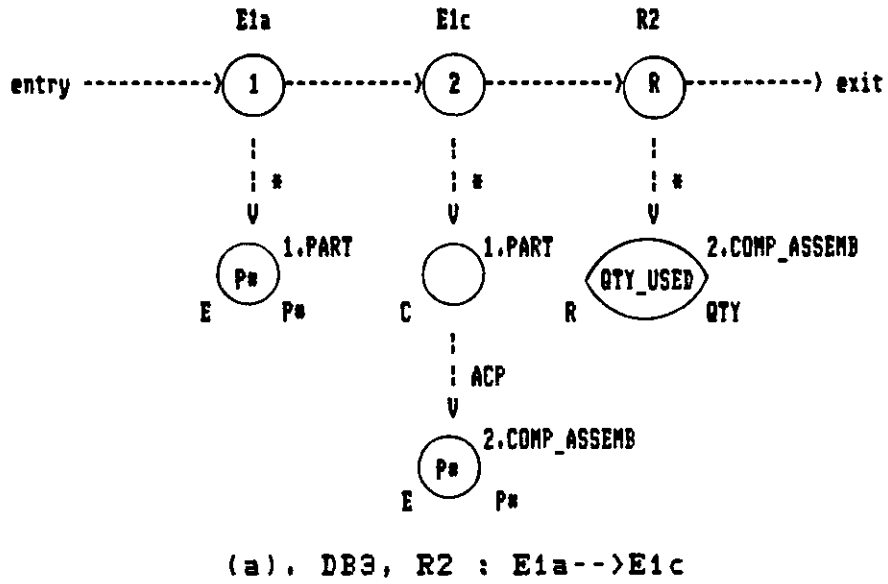 E1a E1c R2
entry 1 2 R exit
* * *
1.PART 1.PART 2.COMP_ASSEMB
P# QTY_USED
E P# C R QTY
ACP
2.COMP_ASSEMB
P#
E P#
(a). DB3, R2 : E1a-->E1c